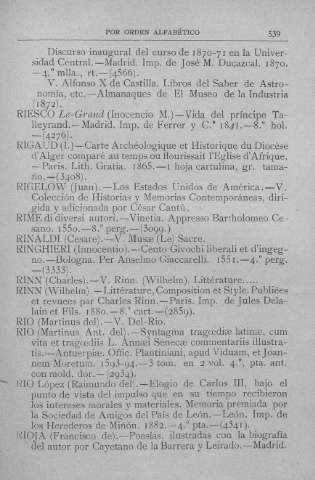 POR ORDEN ALFABÉTICO 539
Discurso inaugural del curso de 1870-71 en la Univer-
sidad Central.—Madrid. Imp. de José M. Ducazcal. 1870.
—4.º mlla., rt.—(4566).
V. Alfonso X de Castilla. Libros del Saber de Astro-
nomía, etc.—Almanaques de El Museo de la Industria
(1872).
RIESCO Le-Grand (Inocencio M.)—Vida del príncipe Ta-
lleyrand.—Madrid. Imp. de Ferrer y C.ª 1841.—8.º hol.
—(4276).
RIGAUD (I.)—Carte Archéologique et Historique du Diocèse
d'Alger comparé au temps ou flourissait l'Eglise d'Afrique.
—Paris. Lith. Gratia. 1865.—1 hoja cartulina, gr. tama-
ño.—(3408).
RIGELOW (Juan).—Los Estados Unidos de América.—V.
Colección de Historias y Memorias Contemporáneas, diri-
gida y adicionada por César Cantù.
RIME di diversi autori.—Vinetia. Appresso Bartholomeo Ce-
sano. 1550.—8.º perg.—(3099.)
RINALDI (Cesare).—V. Musæ (Le) Sacre.
RINGHIERI (Innocentio).—Cento Givochi liberali et d'ingeg-
no.—Bologna. Per Anselmo Giaccarelli. 1551.—4.º perg.
—(3333).
RINN (Charles).—V. Rinn. (Wilhelm). Littérature.....
RINN (Wilhelm).—Littérature, Composition et Style. Publiées
et revuees par Charles Rinn.—Paris. Imp. de Jules Dela-
lain et Fils. 1880.—8.º cart.—(2859).
RIO (Martinus del).—V. Del-Rio.
RIO (Martinun Ant. del).—Syntagma tragœdiæ latinæ, cum
vita et tragœdiis L. Annæi Senecæ commentariis illustra-
tis.—Antuerpiæ. Offic. Plantiniani, apud Viduam, et Joan-
nem Moretum. 1593-94.—3 tom. en 2 vol. 4.º, pta. ant.
con mold. dor.—(2934).
RIO López (Raimundo del).—Elogio de Carlos III, bajo el
punto de vista del impulso que en su tiempo recibieron
los intereses morales y materiales. Memoria premiada por
la Sociedad de Amigos del País de León.—León. Imp. de
los Herederos de Miñón. 1882.—4.º pta.—(4341).
RIOJA (Francisco de).—Poesías, ilustradas con la biografía
del autor por Cayetano de la Barrera y Leirado.—Madrid.